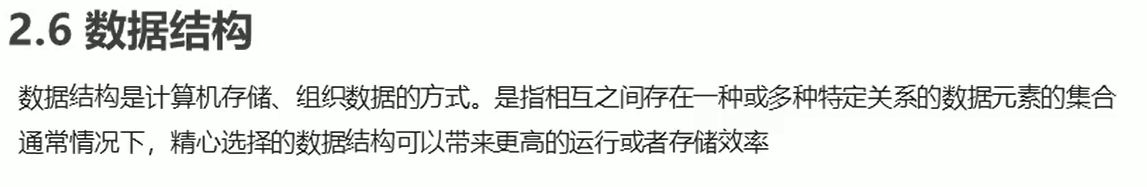 2.6 数据结构
数据结构是计算机存储、组织数据的方式。是指相互之间存在一种或多种特定关系的数据元素的集合
通常情况下，精心选择的数据结构可以带来更高的运行或者存储效率